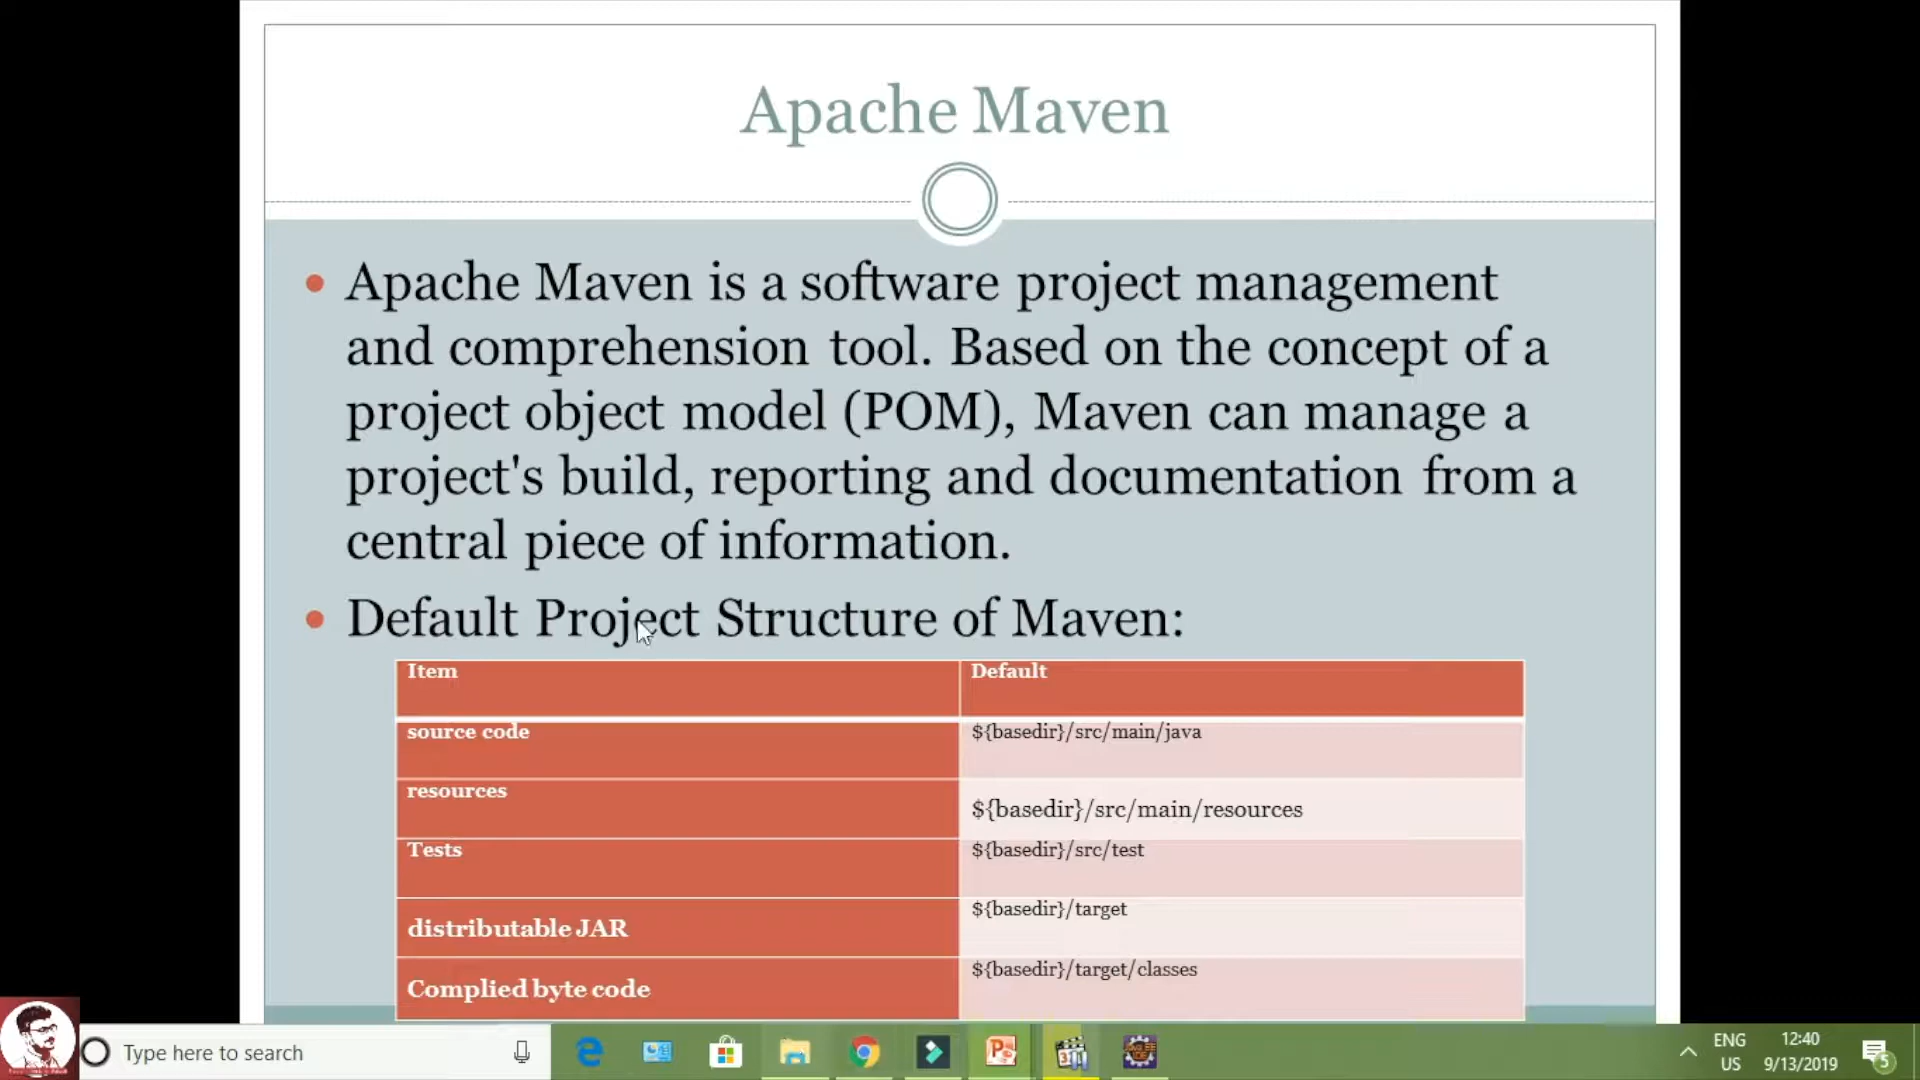 Apache Maven
Apache Maven is a software project management
and comprehension tool. Based on the concept of a
project object model (POM), Maven can manage a
project's build, reporting and documentation from a
central piece of information.
Default Project Structure of Maven:
Item Default
source code ${basedir}/src/main/java
resources ${basedir}/src/main/resources
Tests ${basedir}/src/test
distributable JAR ${basedir}/target
Complied byte code ${basedir}/target/classes
Type here to search
ENG
US
12:40
9/13/2019
5